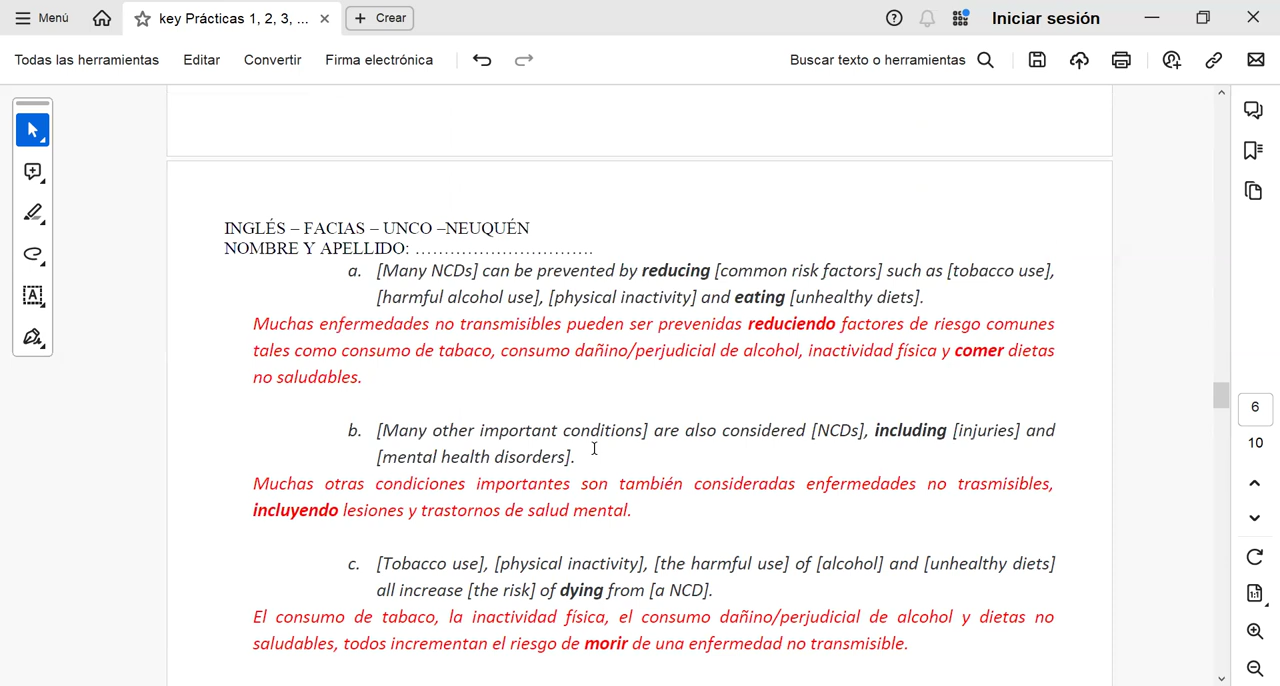 Menú
key Prácticas 1, 2, 3, ...
Crear
Iniciar sesión
Todas las herramientas
Editar
Convertir
Firma electrónica
Buscar texto o herramientas
INGLÉS – FACIAS – UNCO –NEUQUÉN
NOMBRE Y APELLIDO: ..............................
a. [Many NCDs] can be prevented by reducing [common risk factors] such as [tobacco use],
[harmful alcohol use], [physical inactivity] and eating [unhealthy diets].
Muchas enfermedades no transmisibles pueden ser prevenidas reduciendo factores de riesgo comunes
tales como consumo de tabaco, consumo dañino/perjudicial de alcohol, inactividad física y comer dietas
no saludables.
b. [Many other important conditions] are also considered [NCDs], including [injuries] and
[mental health disorders].
Muchas otras condiciones importantes son también consideradas enfermedades no trasmisibles,
incluyendo lesiones y trastornos de salud mental.
c. [Tobacco use], [physical inactivity], [the harmful use] of [alcohol] and [unhealthy diets]
all increase [the risk] of dying from [a NCD].
El consumo de tabaco, la inactividad física, el consumo dañino/perjudicial de alcohol y dietas no
saludables, todos incrementan el riesgo de morir de una enfermedad no transmisible.
6
10
1:1